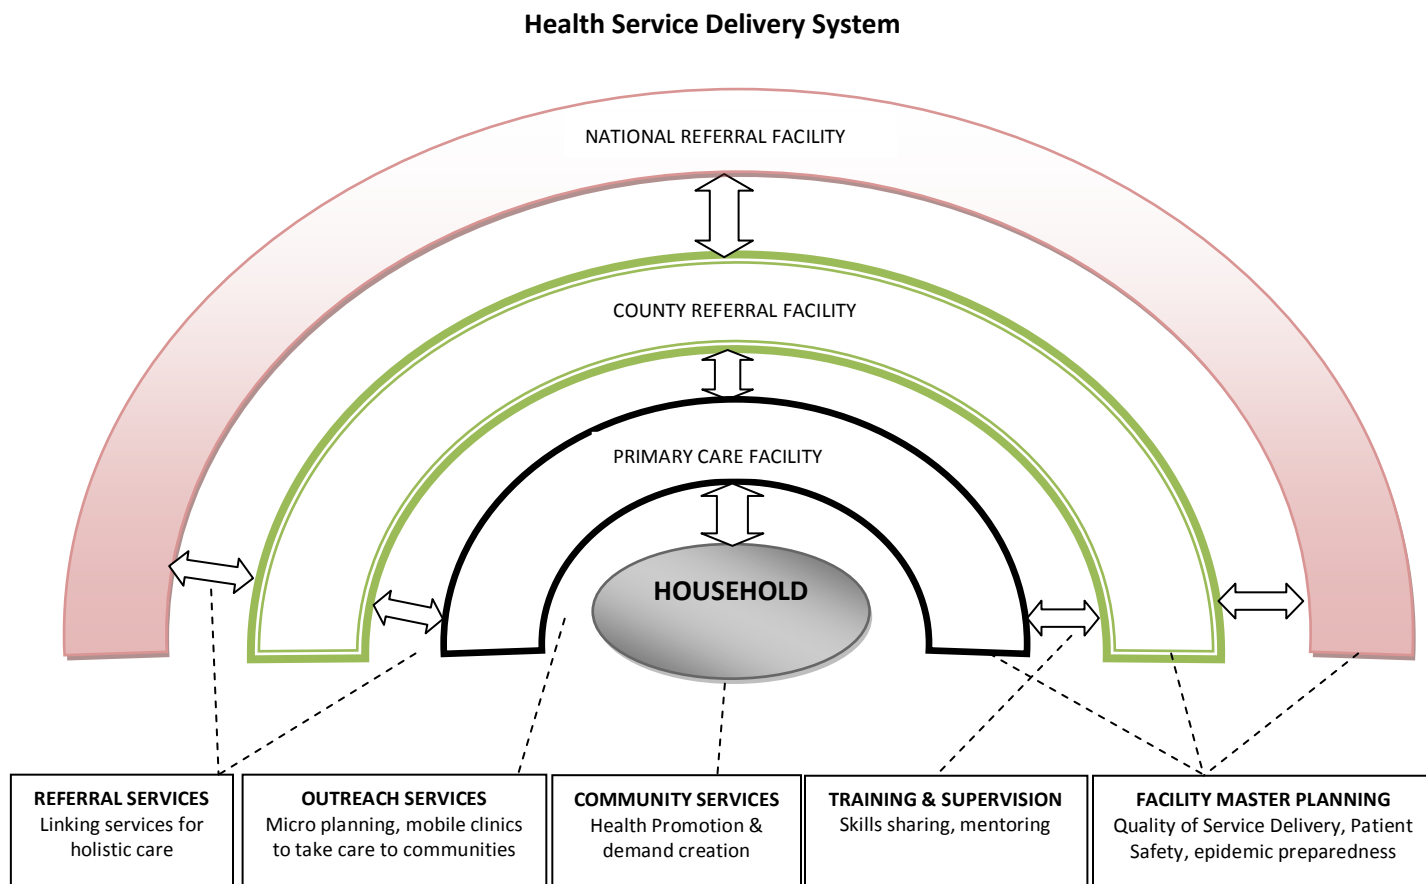 Health Service Delivery System
NATIONAL REFERRAL FACILITY
COUNTY REFERRAL FACILITY
PRIMARY CARE FACILITY
HOUSEHOLD
REFERRAL SERVICES
Linking services for
holistic care
OUTREACH SERVICES
Micro planning, mobile clinics
to take care to communities
COMMUNITY SERVICES
Health Promotion &
demand creation
TRAINING & SUPERVISION
Skills sharing, mentoring
FACILITY MASTER PLANNING
Quality of Service Delivery, Patient
Safety, epidemic preparedness